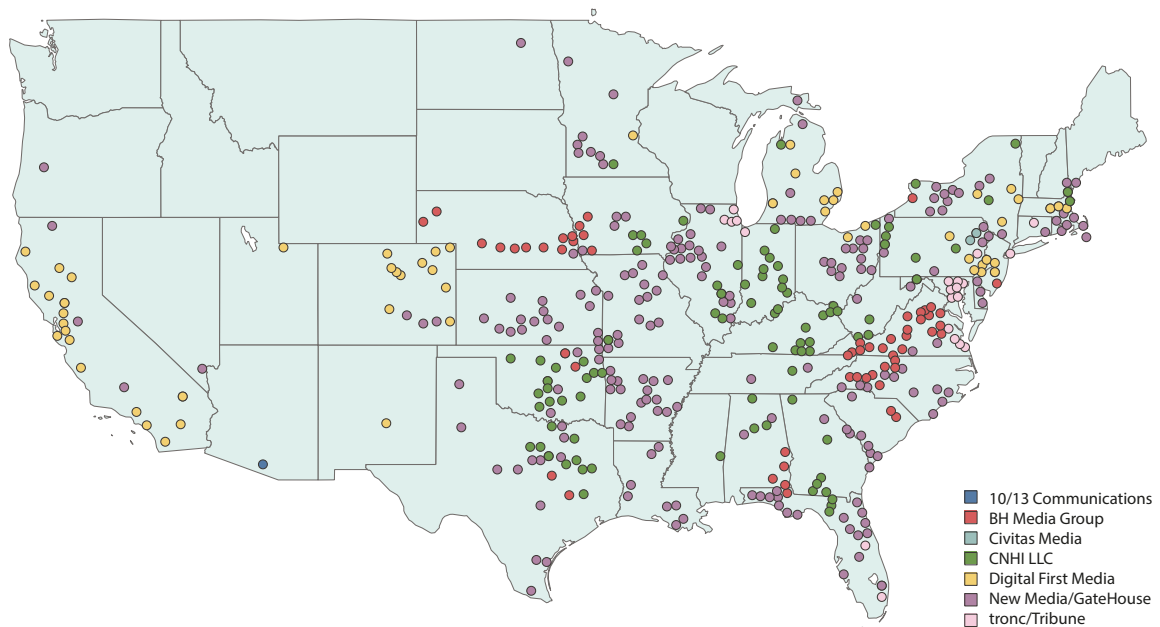 10/13 Communications
BH Media Group
Civitas Media
CNHI LLC
Digital First Media
New Media/GateHouse
tronc/Tribune